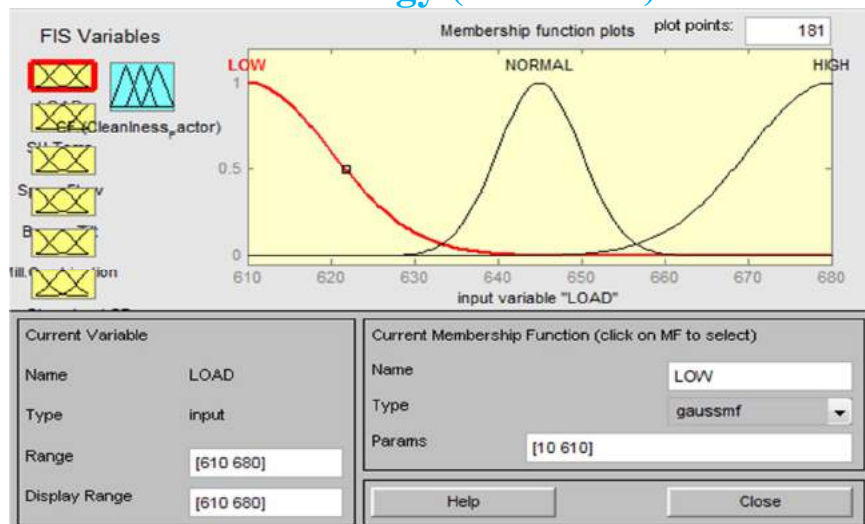 FIS Variables
Membership function plots
plot points:
181
LOW
NORMAL
HIGH
1
0.5
0
610 620 630 640 650 660 670 680
input variable "LOAD"
LOAD
Current Variable
Name LOAD
Type input
Range [610 680]
Display Range [610 680]
Current Membership Function (click on MF to select)
Name LOW
Type gaussmf
Params [10 610]
Help Close